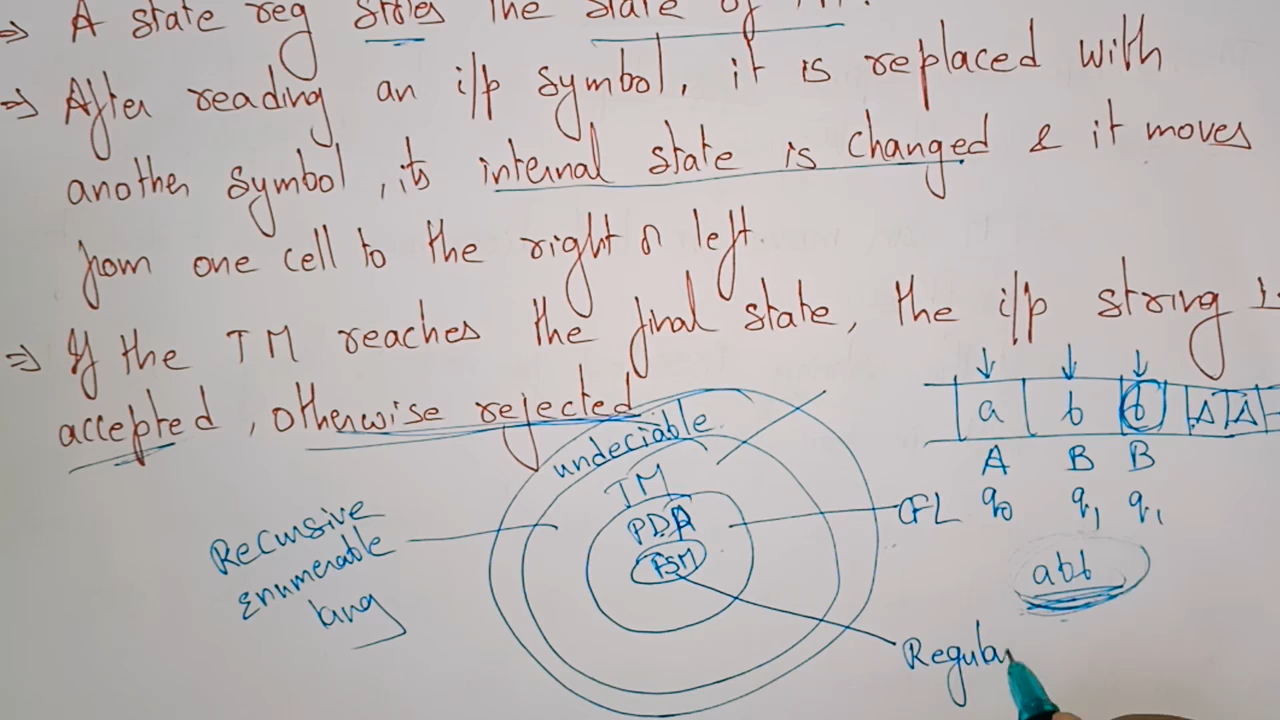 ⇒ A state reg stores the state of TM.
⇒ After reading an i/p symbol, it is replaced with
another symbol, its internal state is changed & it moves
from one cell to the right or left.
⇒ If the TM reaches the final state, the i/p string
accepted, otherwise rejected
a b b Δ Δ
A B B
q0 q1 q1
abb
undeciable
TM
PDA
FSM
CFL
Recursive
enumerable
lang
Regular